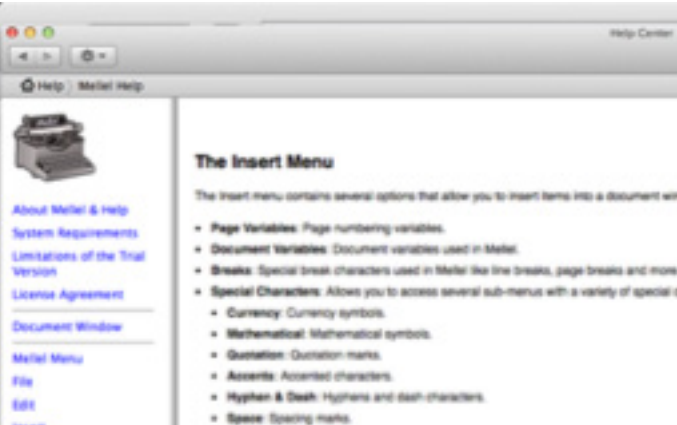 Help Center
Help
Mellel Help
About Mellel & Help
System Requirements
Limitations of the Trial
Version
License Agreement
Document Window
Mellel Menu
File
Edit
Insert
The Insert Menu
The Insert menu contains several options that allow you to insert items into a document
• Page Variables: Page numbering variables.
• Document Variables: Document variables used in Mellel.
• Breaks: Special break characters used in Mellel like line breaks, page breaks and more
• Special Characters: Allows you to access several sub-menus with a variety of special
• Currency: Currency symbols.
• Mathematical: Mathematical symbols.
• Quotation: Quotation marks.
• Accents: Accented characters.
• Hyphen & Dash: Hyphens and dash characters.
• Space: Spacing marks.